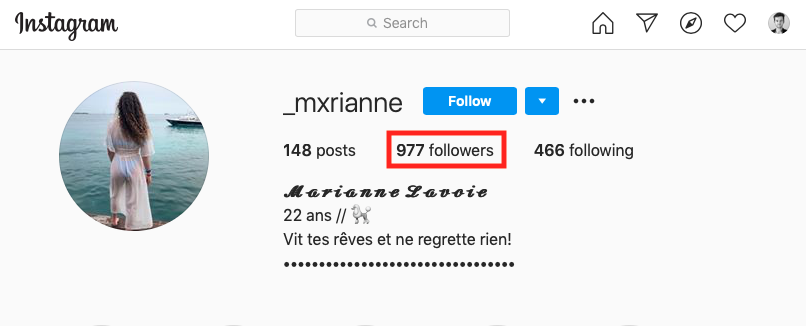 Instagram
Search
_mxrianne
Follow
148 posts 977 followers 466 following
𝓜𝓪𝓻𝓲𝓪𝓷𝓷𝓮 𝓛𝓪𝓿𝓸𝓲𝓮
22 ans // 🐩
Vit tes rêves et ne regrette rien!
••••••••••••••••••••••••••••••••